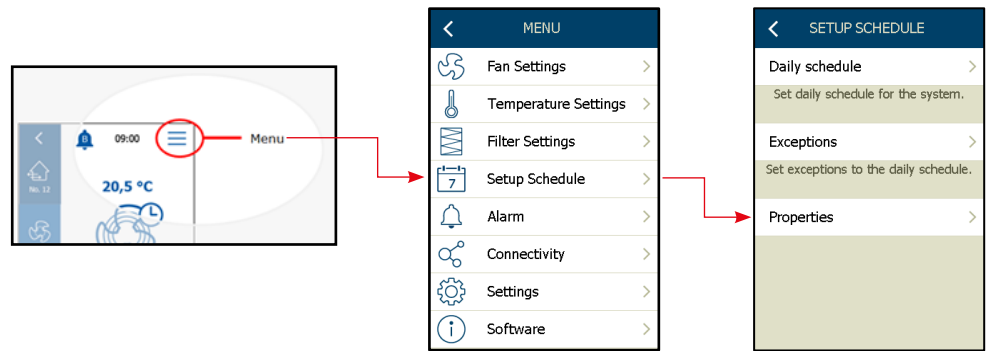 B
09:00
Menu
No. 12
20,5 °C
MENU
Fan Settings
Temperature Settings
Filter Settings
7
Setup Schedule
Alarm
Connectivity
Settings
i
Software
SETUP SCHEDULE
Daily schedule
Set daily schedule for the system.
Exceptions
Set exceptions to the daily schedule.
Properties